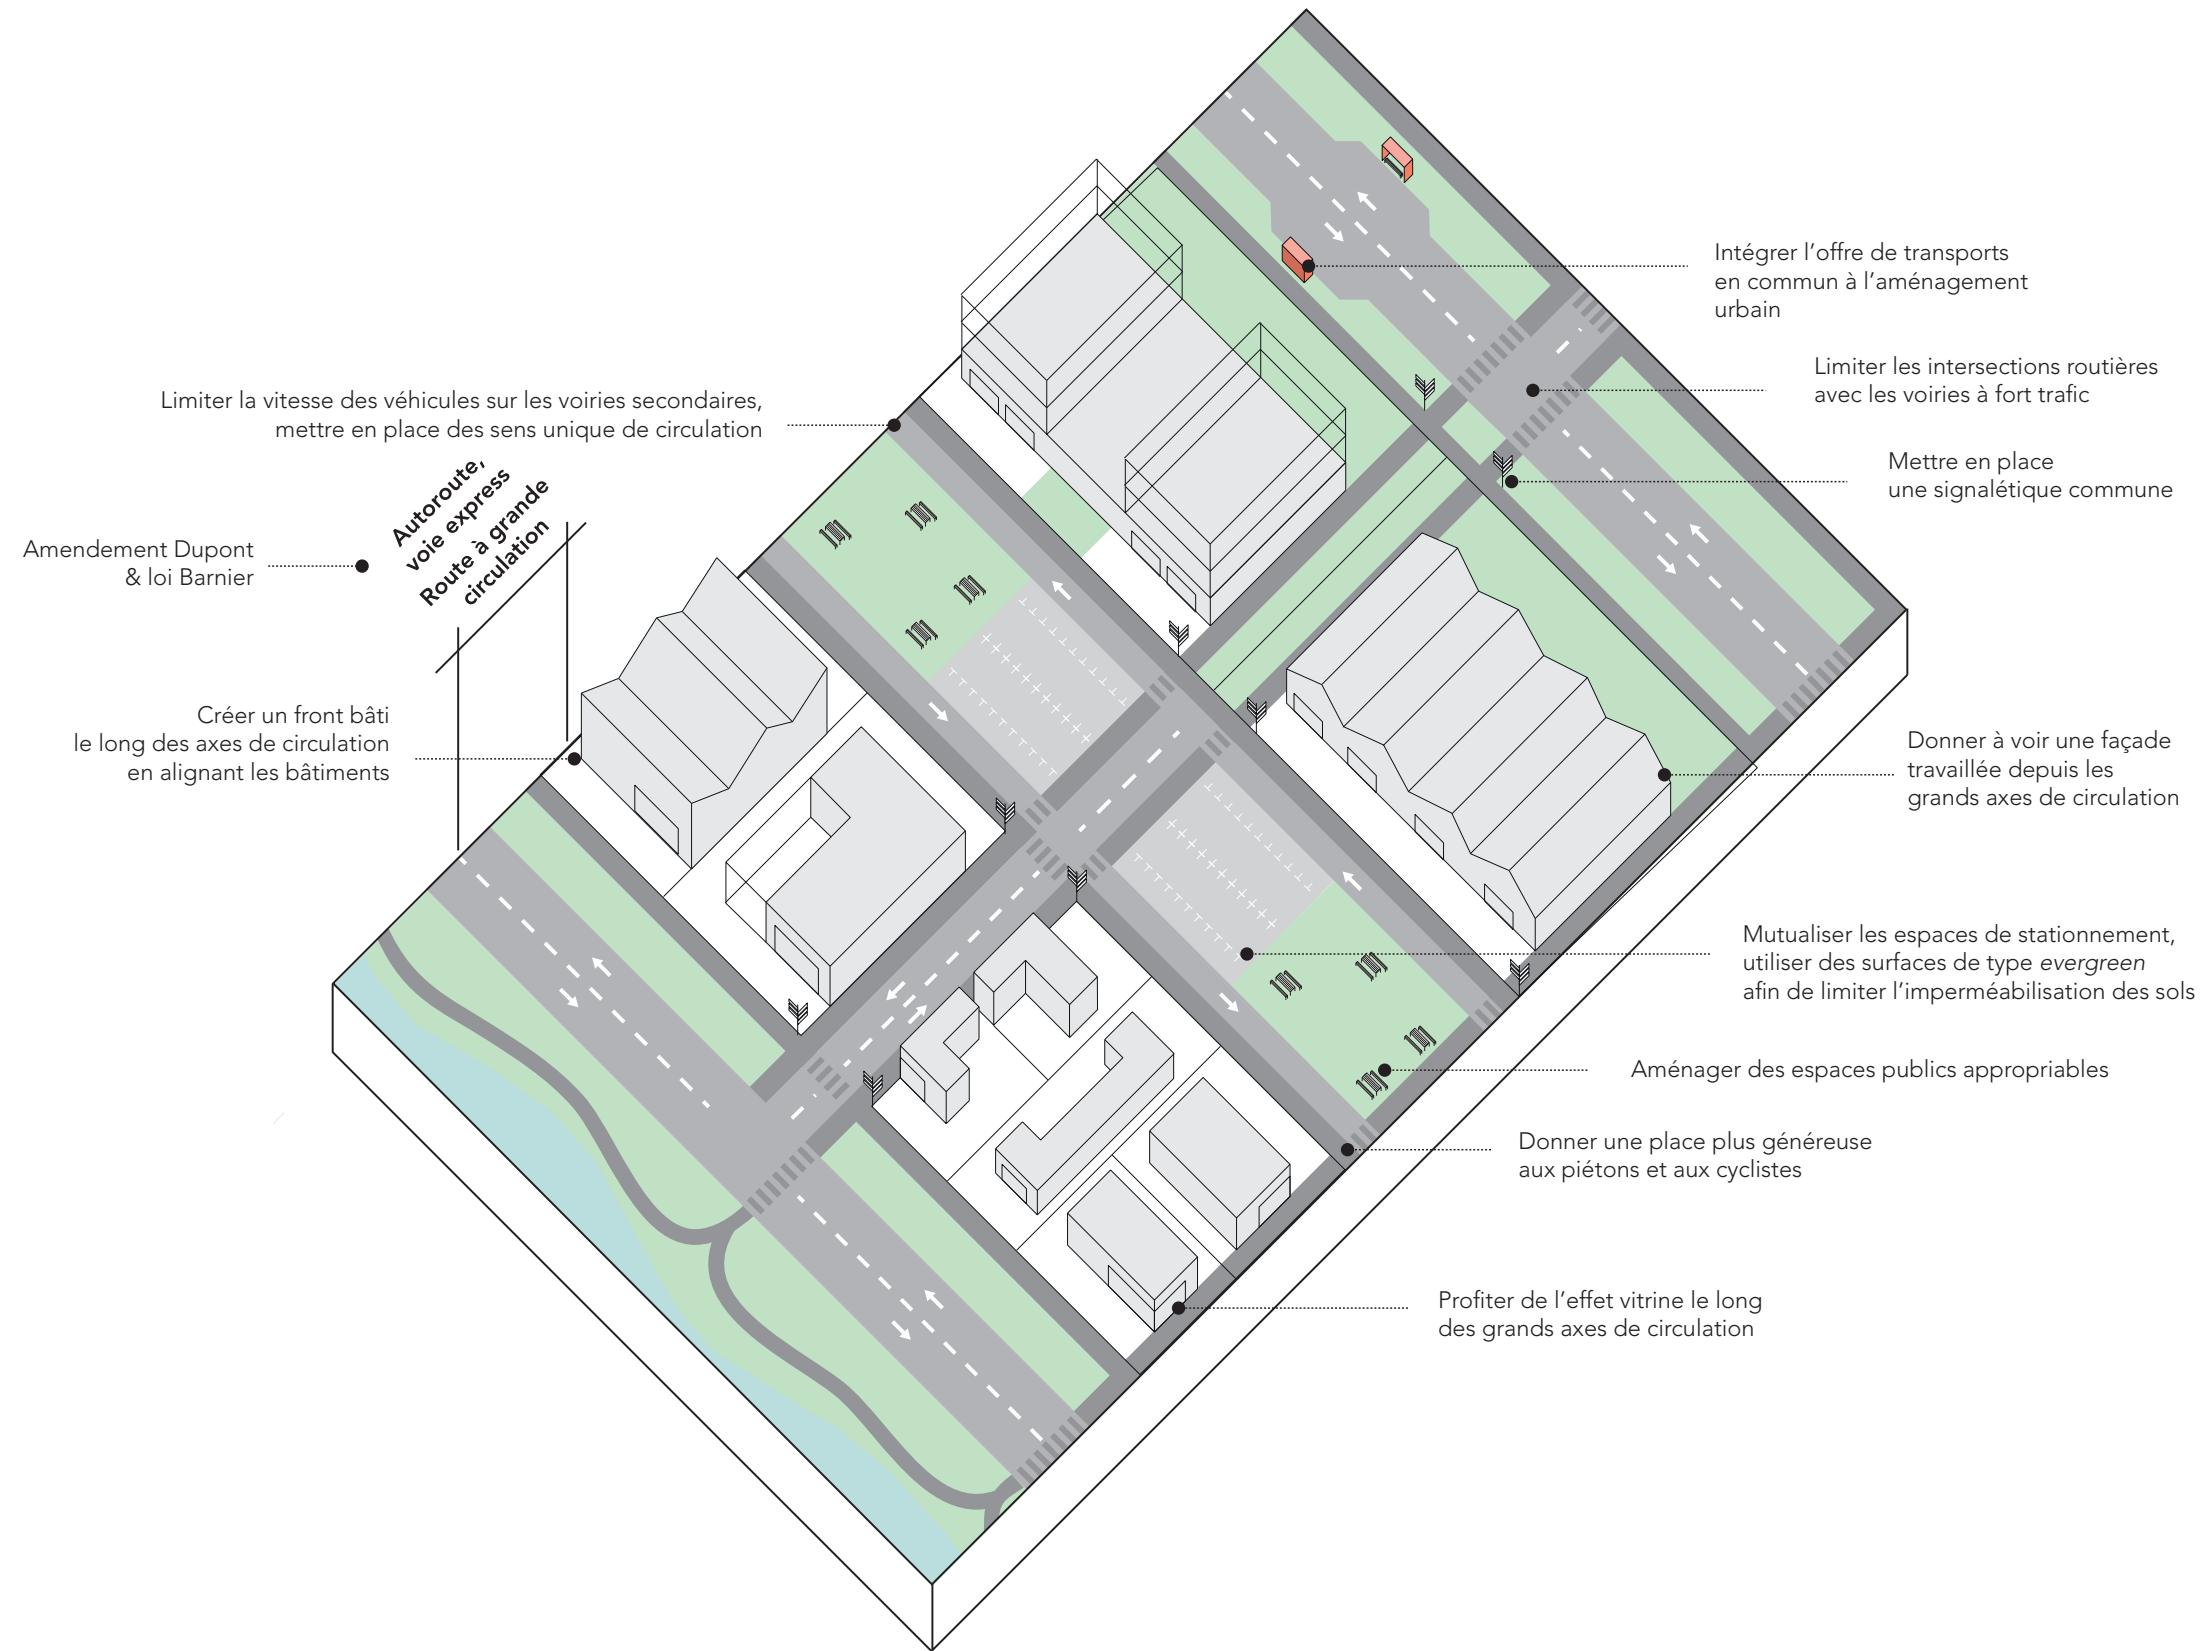 Intégrer l'offre de transports
en commun à l'aménagement
urbain
Limiter les intersections routières
avec les voiries à fort trafic
Limiter la vitesse des véhicules sur les voiries secondaires,
mettre en place des sens unique de circulation
Mettre en place
une signalétique commune
Autoroute,
voie express
Route à grande
circulation
Amendement Dupont
& loi Barnier
Créer un front bâti
le long des axes de circulation
en alignant les bâtiments
Donner à voir une façade
travaillée depuis les
grands axes de circulation
Mutualiser les espaces de stationnement,
utiliser des surfaces de type evergreen
afin de limiter l'imperméabilisation des sols
Aménager des espaces publics appropriables
Donner une place plus généreuse
aux piétons et aux cyclistes
Profiter de l'effet vitrine le long
des grands axes de circulation